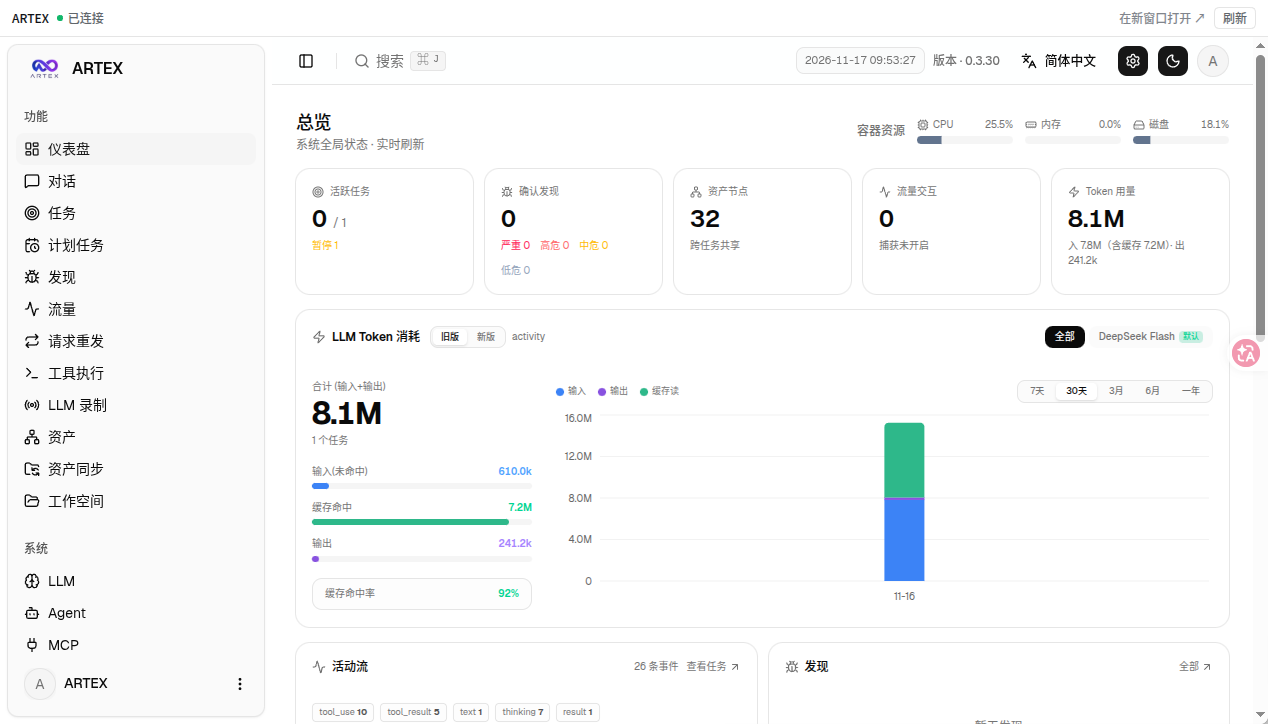 ARTEX 已连接
在新窗口打开 ↗ 刷新
ARTEX ARTEX
搜索 ⌘ J
2026-11-17 09:53:27 版本 · 0.3.30 简体中文 A
功能
仪表盘
对话
任务
计划任务
发现
流量
请求重发
工具执行
LLM 录制
资产
资产同步
工作空间
系统
LLM
Agent
MCP
A ARTEX
总览
系统全局状态 · 实时刷新
容器资源 CPU 25.5% 内存 0.0% 磁盘 18.1%
活跃任务
0 / 1
暂停 1
确认发现
0
严重 0 高危 0 中危 0
低危 0
资产节点
32
跨任务共享
流量交互
0
捕获未开启
Token 用量
8.1M
入 7.8M（含缓存 7.2M）· 出
241.2k
LLM Token 消耗 旧版 新版 activity
全部 DeepSeek Flash 默认
合计 (输入+输出)
8.1M
1 个任务
输入(未命中) 610.0k
缓存命中 7.2M
输出 241.2k
缓存命中率 92%
输入 输出 缓存读
7天 30天 3月 6月 一年
16.0M
12.0M
8.0M
4.0M
0
11-16
活动流 26 条事件 查看任务
tool_use 10 tool_result 5 text 1 thinking 7 result 1
发现 全部